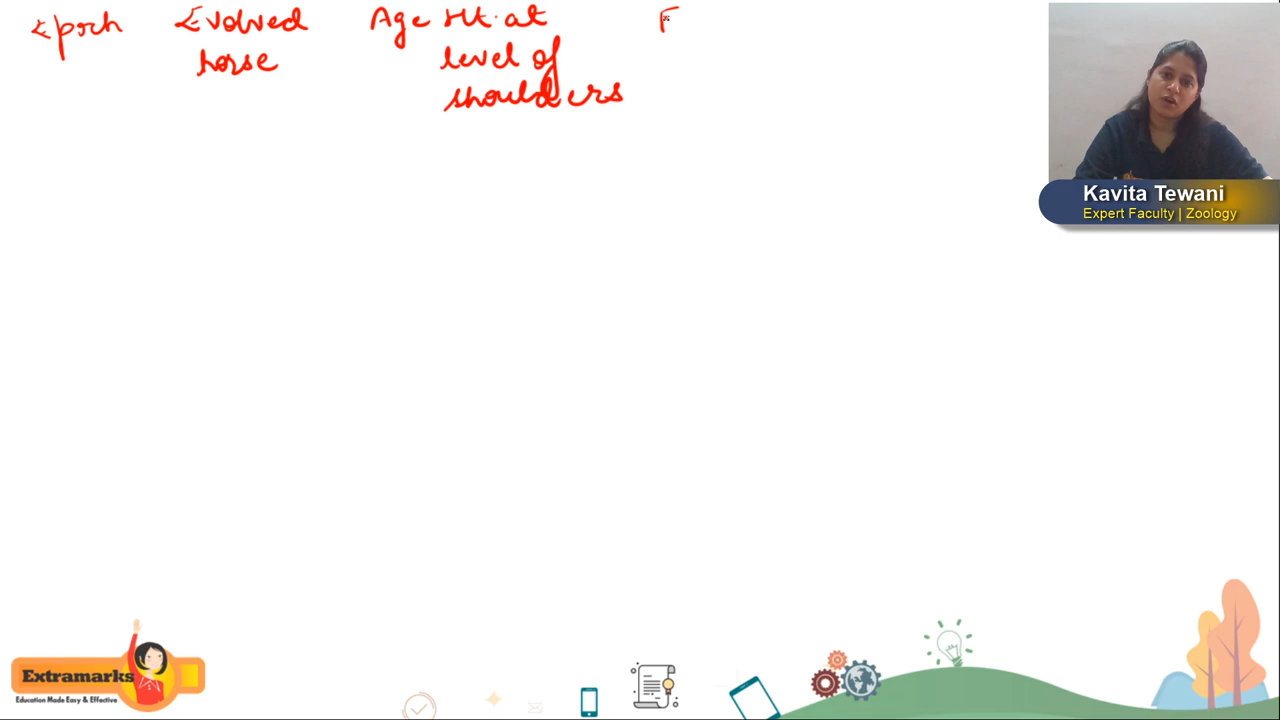 Epoch Evolved Age Ht. at F
horse level of
shoulders
Kavita Tewani
Expert Faculty | Zoology
Extramarks
Education Made Easy & Effective